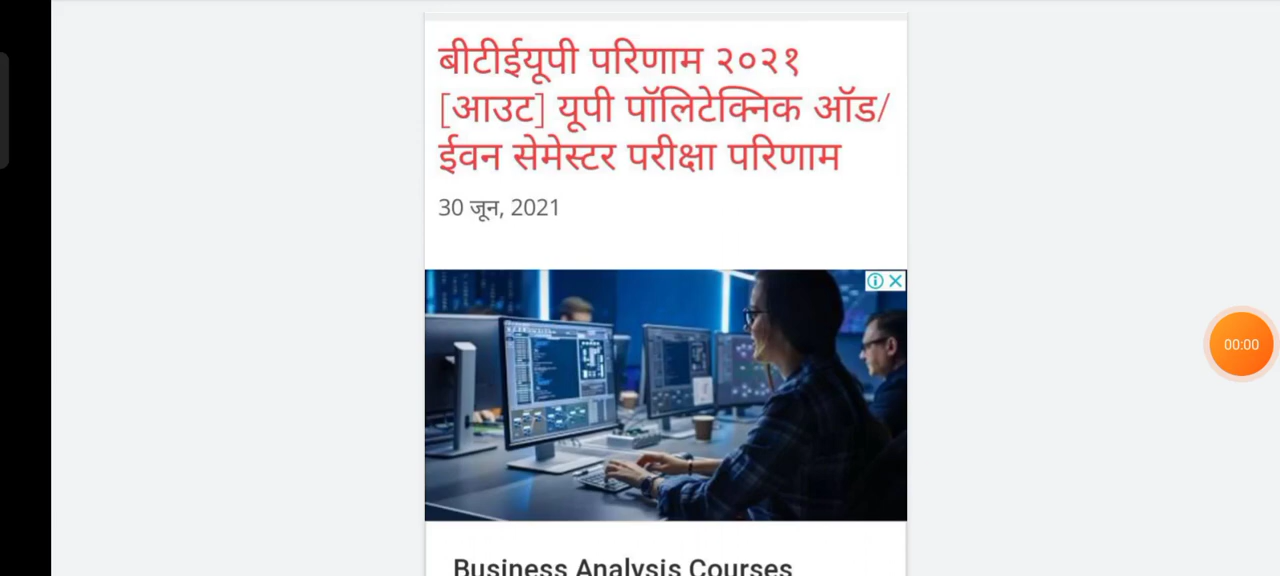 बीटीईयूपी परिणाम २०२१
[आउट] यूपी पॉलिटेक्निक ऑड/
ईवन सेमेस्टर परीक्षा परिणाम
30 जून, 2021
00:00
Business Analysis Courses